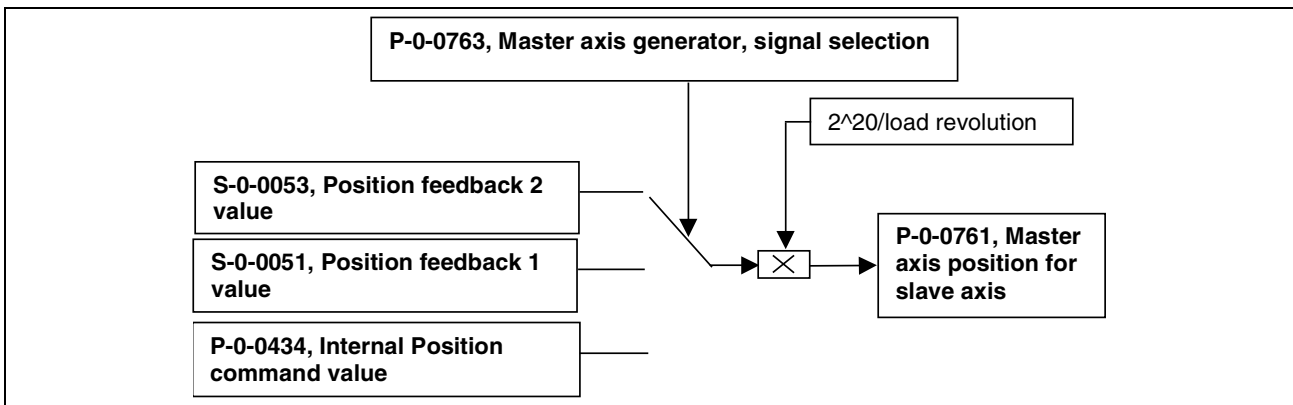 P-0-0763, Master axis generator, signal selection
2^20/load revolution
S-0-0053, Position feedback 2
value
S-0-0051, Position feedback 1
value
P-0-0434, Internal Position
command value
P-0-0761, Master
axis position for
slave axis